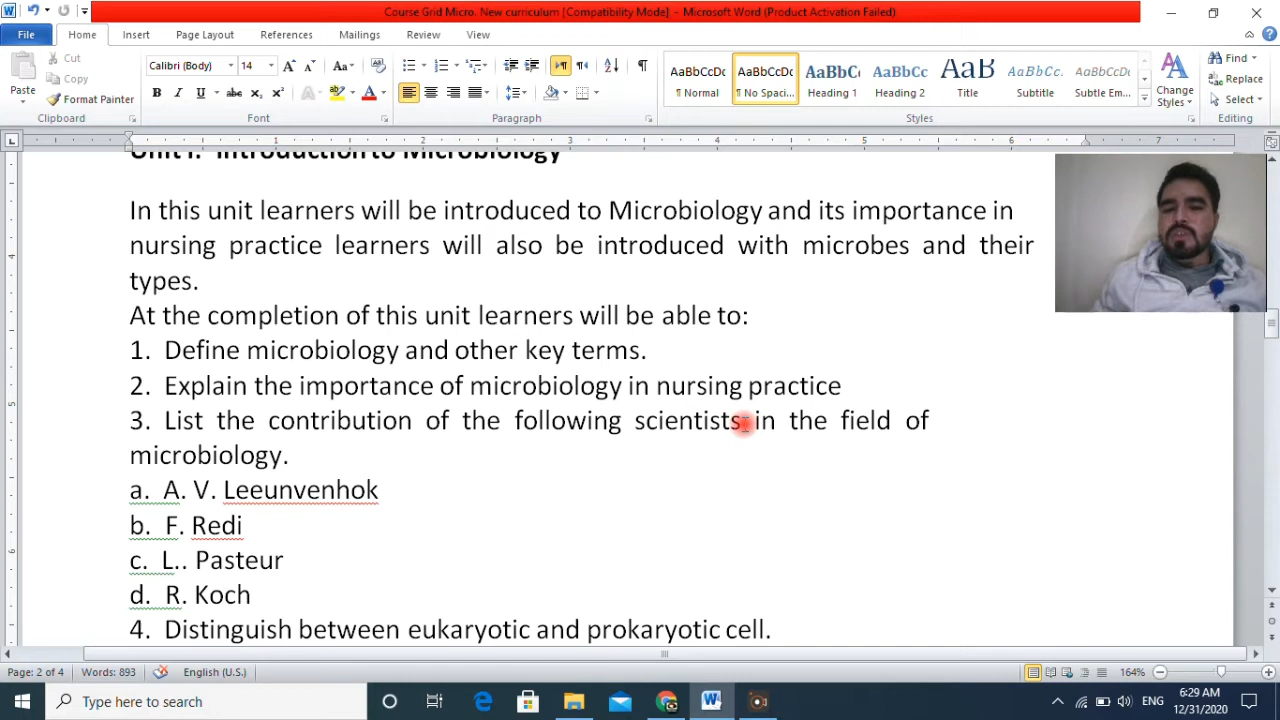 Course Grid Micro. New curriculum [Compatibility Mode] - Microsoft Word (Product Activation Failed)
File Home Insert Page Layout References Mailings Review View
Cut
Copy
Format Painter
Paste
Clipboard
Calibri (Body) 14
Font
Paragraph
AaBbCcDc AaBbCcDc AaBbCc AaBbCc AaB AaBbCc. AaBbCcDc
¶ Normal ¶ No Spaci... Heading 1 Heading 2 Title Subtitle Subtle Em...
Change Styles
Styles
Find
Replace
Select
Editing
Unit I. Introduction to Microbiology
In this unit learners will be introduced to Microbiology and its importance in
nursing practice learners will also be introduced with microbes and their
types.
At the completion of this unit learners will be able to:
1. Define microbiology and other key terms.
2. Explain the importance of microbiology in nursing practice
3. List the contribution of the following scientists in the field of
microbiology.
a. A. V. Leeunvenhok
b. F. Redi
c. L.. Pasteur
d. R. Koch
4. Distinguish between eukaryotic and prokaryotic cell.
Page: 2 of 4 Words: 893 English (U.S.) 164%
Type here to search
ENG
6:29 AM
12/31/2020